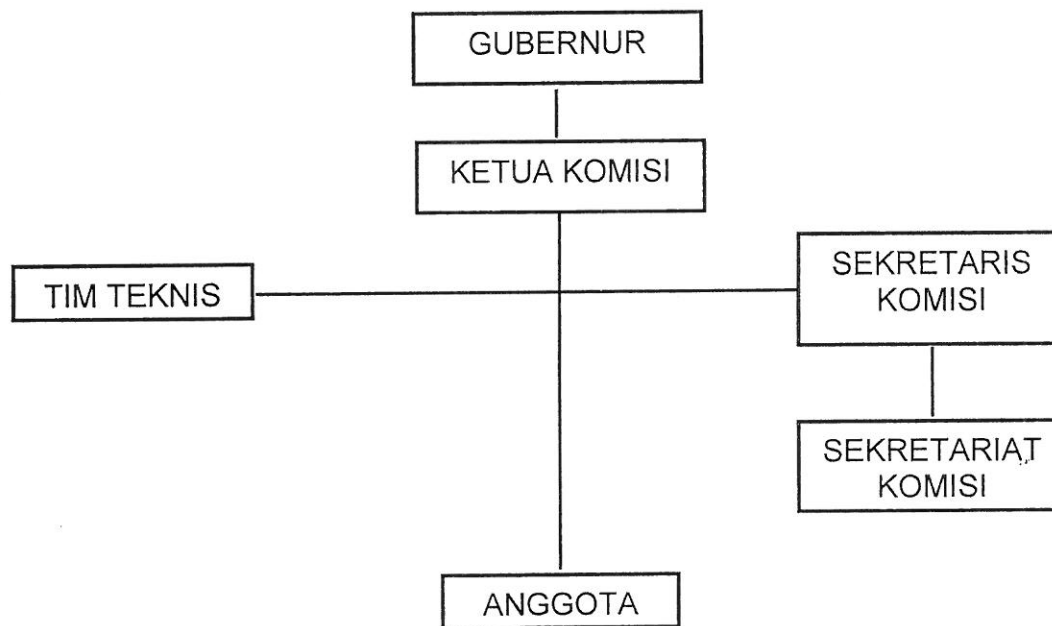 GUBERNUR
KETUA KOMISI
TIM TEKNIS
SEKRETARIS
KOMISI
SEKRETARIAT
KOMISI
ANGGOTA